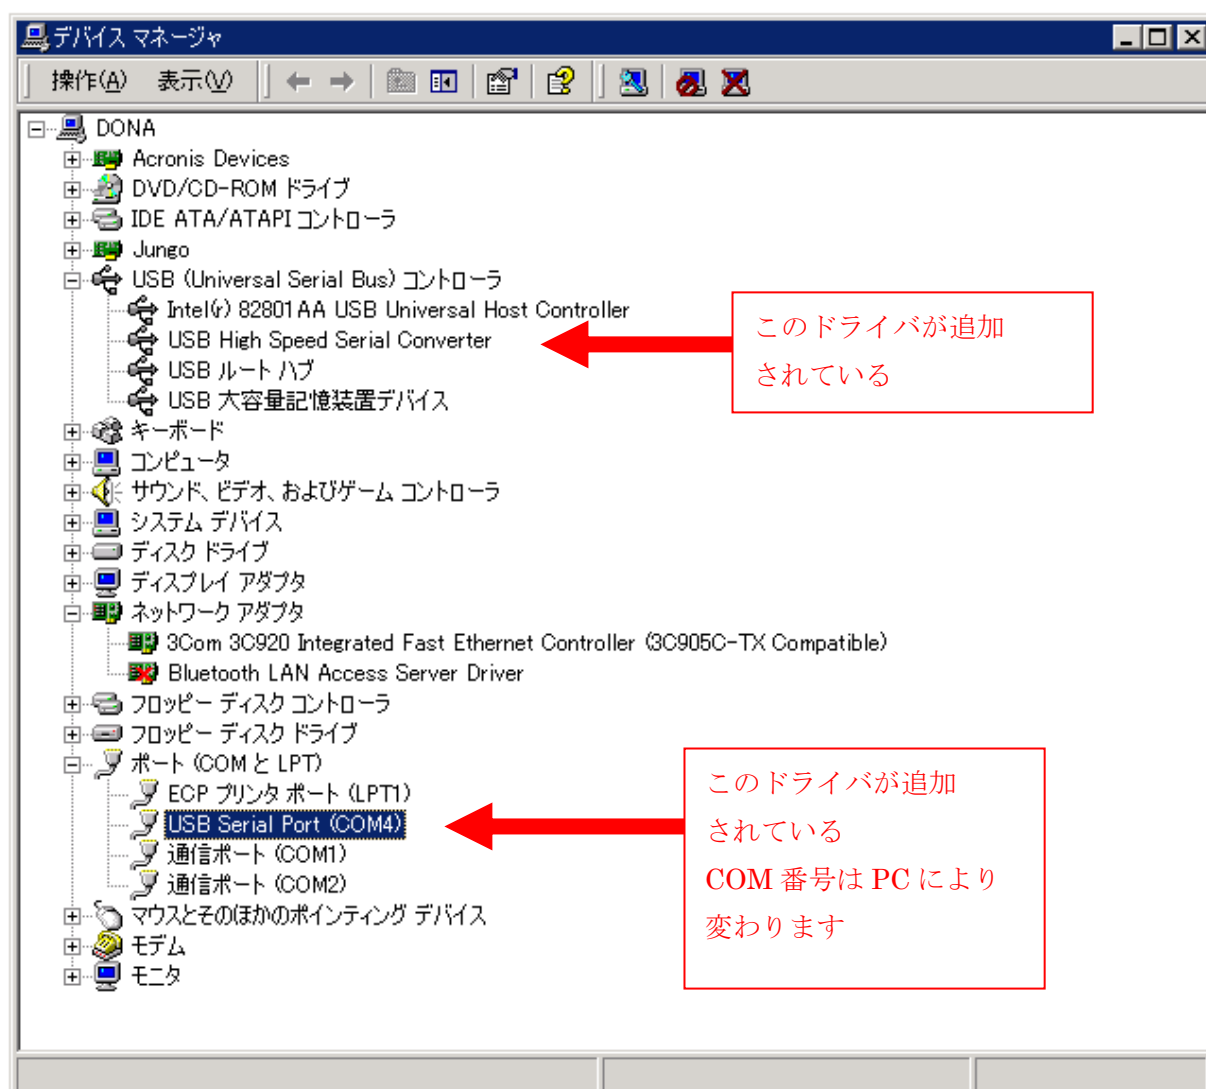 デバイス マネージャ
操作(A) 表示(V)
DONA
Acronis Devices
DVD/CD-ROM ドライブ
IDE ATA/ATAPI コントローラ
Jungo
USB (Universal Serial Bus) コントローラ
Intel(r) 82801AA USB Universal Host Controller
USB High Speed Serial Converter
USB ルート ハブ
USB 大容量記憶装置デバイス
このドライバが追加
されている
キーボード
コンピュータ
サウンド、ビデオ、およびゲーム コントローラ
システム デバイス
ディスク ドライブ
ディスプレイ アダプタ
ネットワーク アダプタ
3Com 3C920 Integrated Fast Ethernet Controller (3C905C-TX Compatible)
Bluetooth LAN Access Server Driver
フロッピー ディスク コントローラ
フロッピー ディスク ドライブ
ポート (COM と LPT)
ECP プリンタ ポート (LPT1)
USB Serial Port (COM4)
通信ポート (COM1)
通信ポート (COM2)
このドライバが追加
されている
COM 番号は PC により
変わります
マウスとそのほかのポインティング デバイス
モデム
モニタ